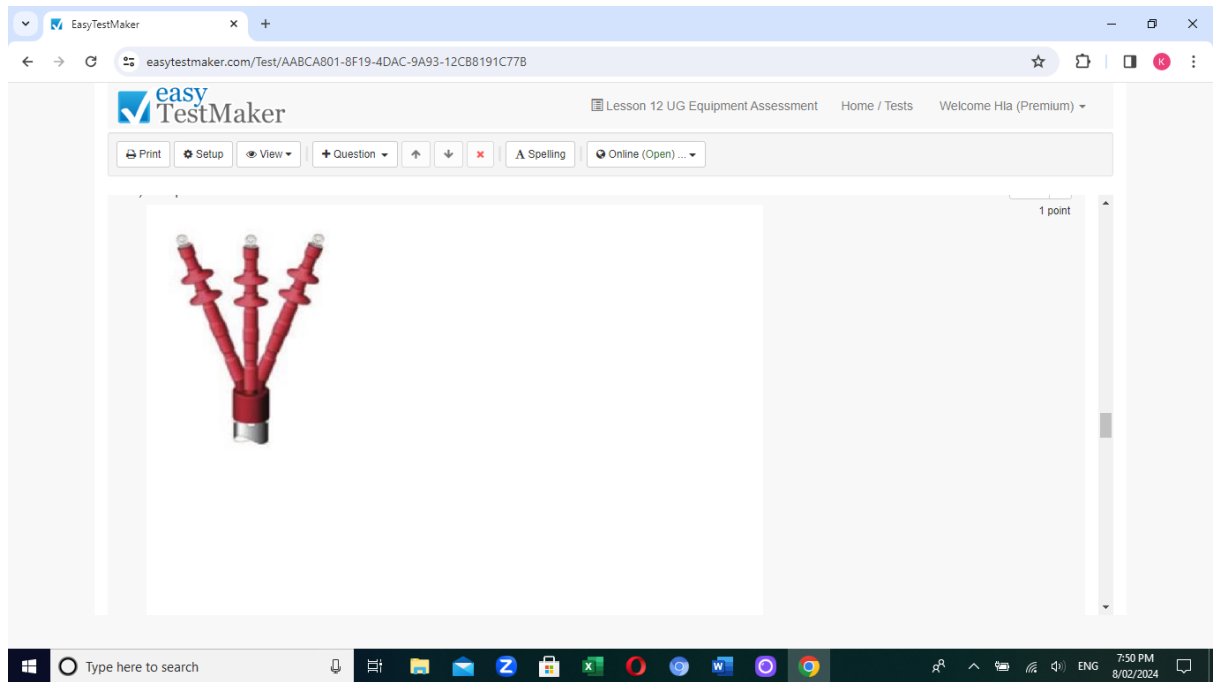 EasyTestMaker
easytestmaker.com/Test/AABCA801-8F19-4DAC-9A93-12CB8191C77B
K
easy
TestMaker
Lesson 12 UG Equipment Assessment Home / Tests Welcome Hla (Premium)
Print Setup View + Question A Spelling Online (Open) ...
1 point
Type here to search
ENG
7:50 PM
8/02/2024